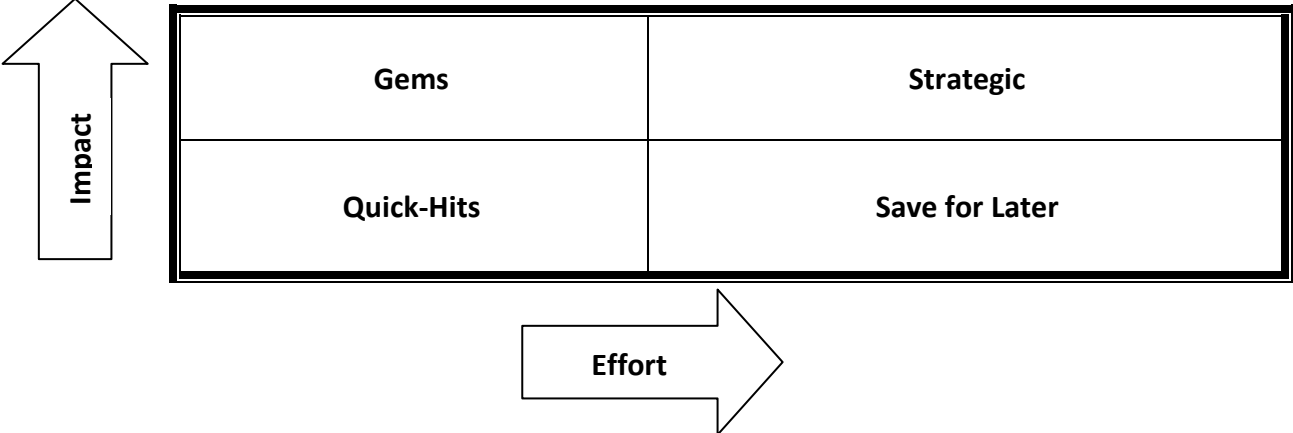 Gems
Strategic
Impact
Quick-Hits
Save for Later
Effort